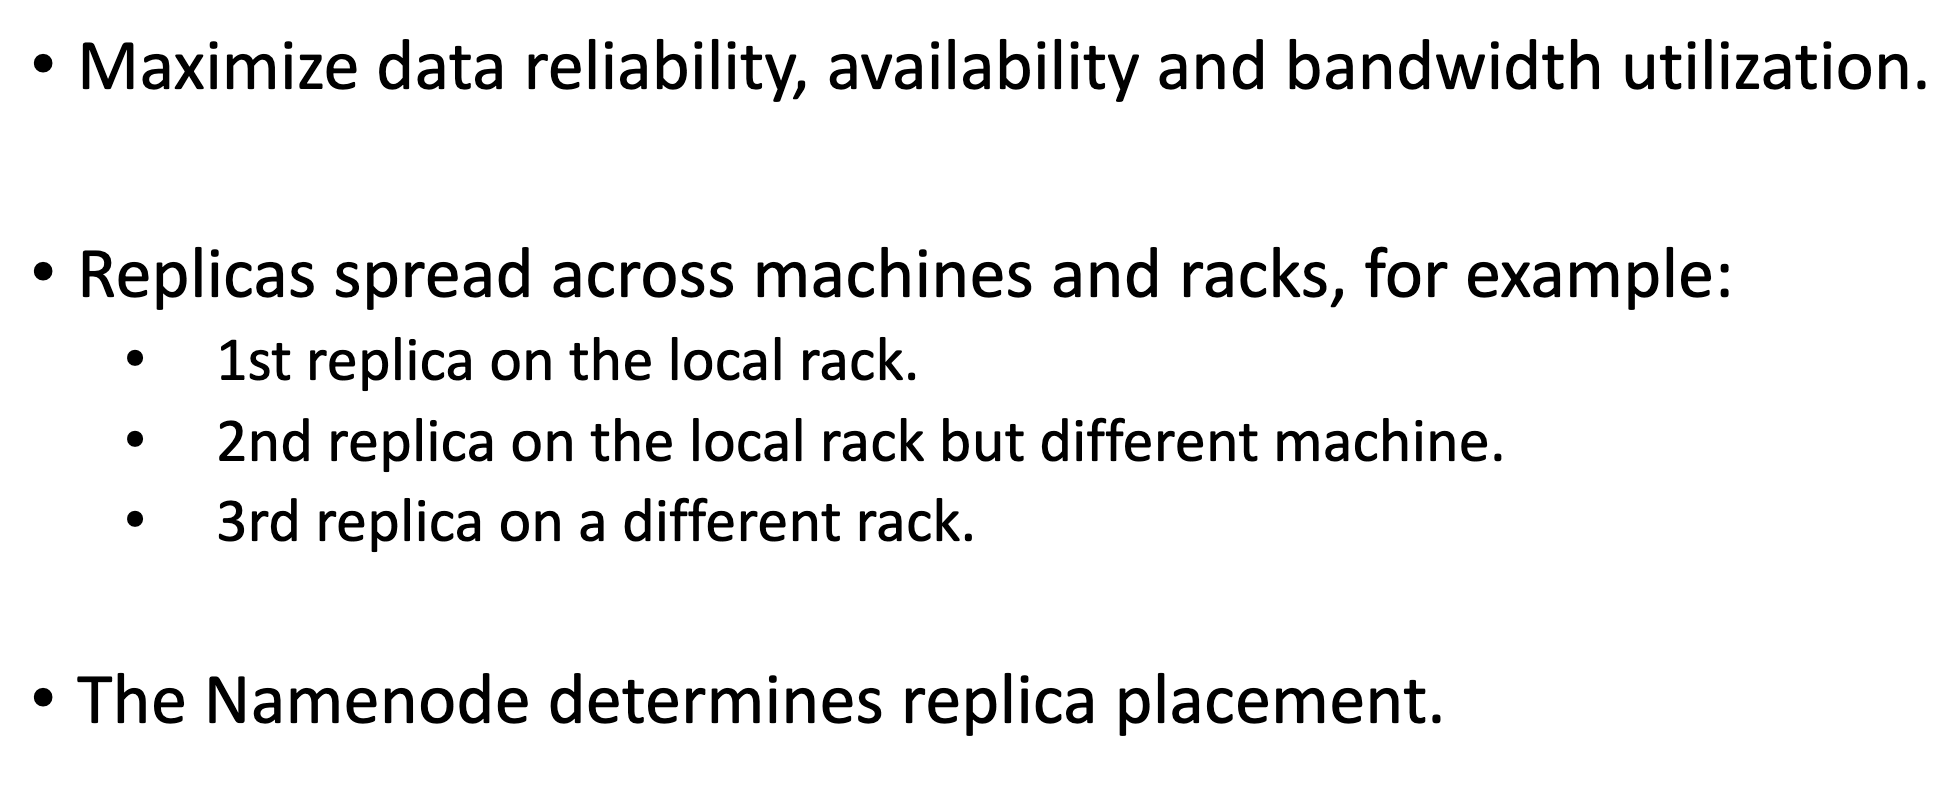 • Maximize data reliability, availability and bandwidth utilization.
• Replicas spread across machines and racks, for example:
• 1st replica on the local rack.
• 2nd replica on the local rack but different machine.
• 3rd replica on a different rack.
• The Namenode determines replica placement.